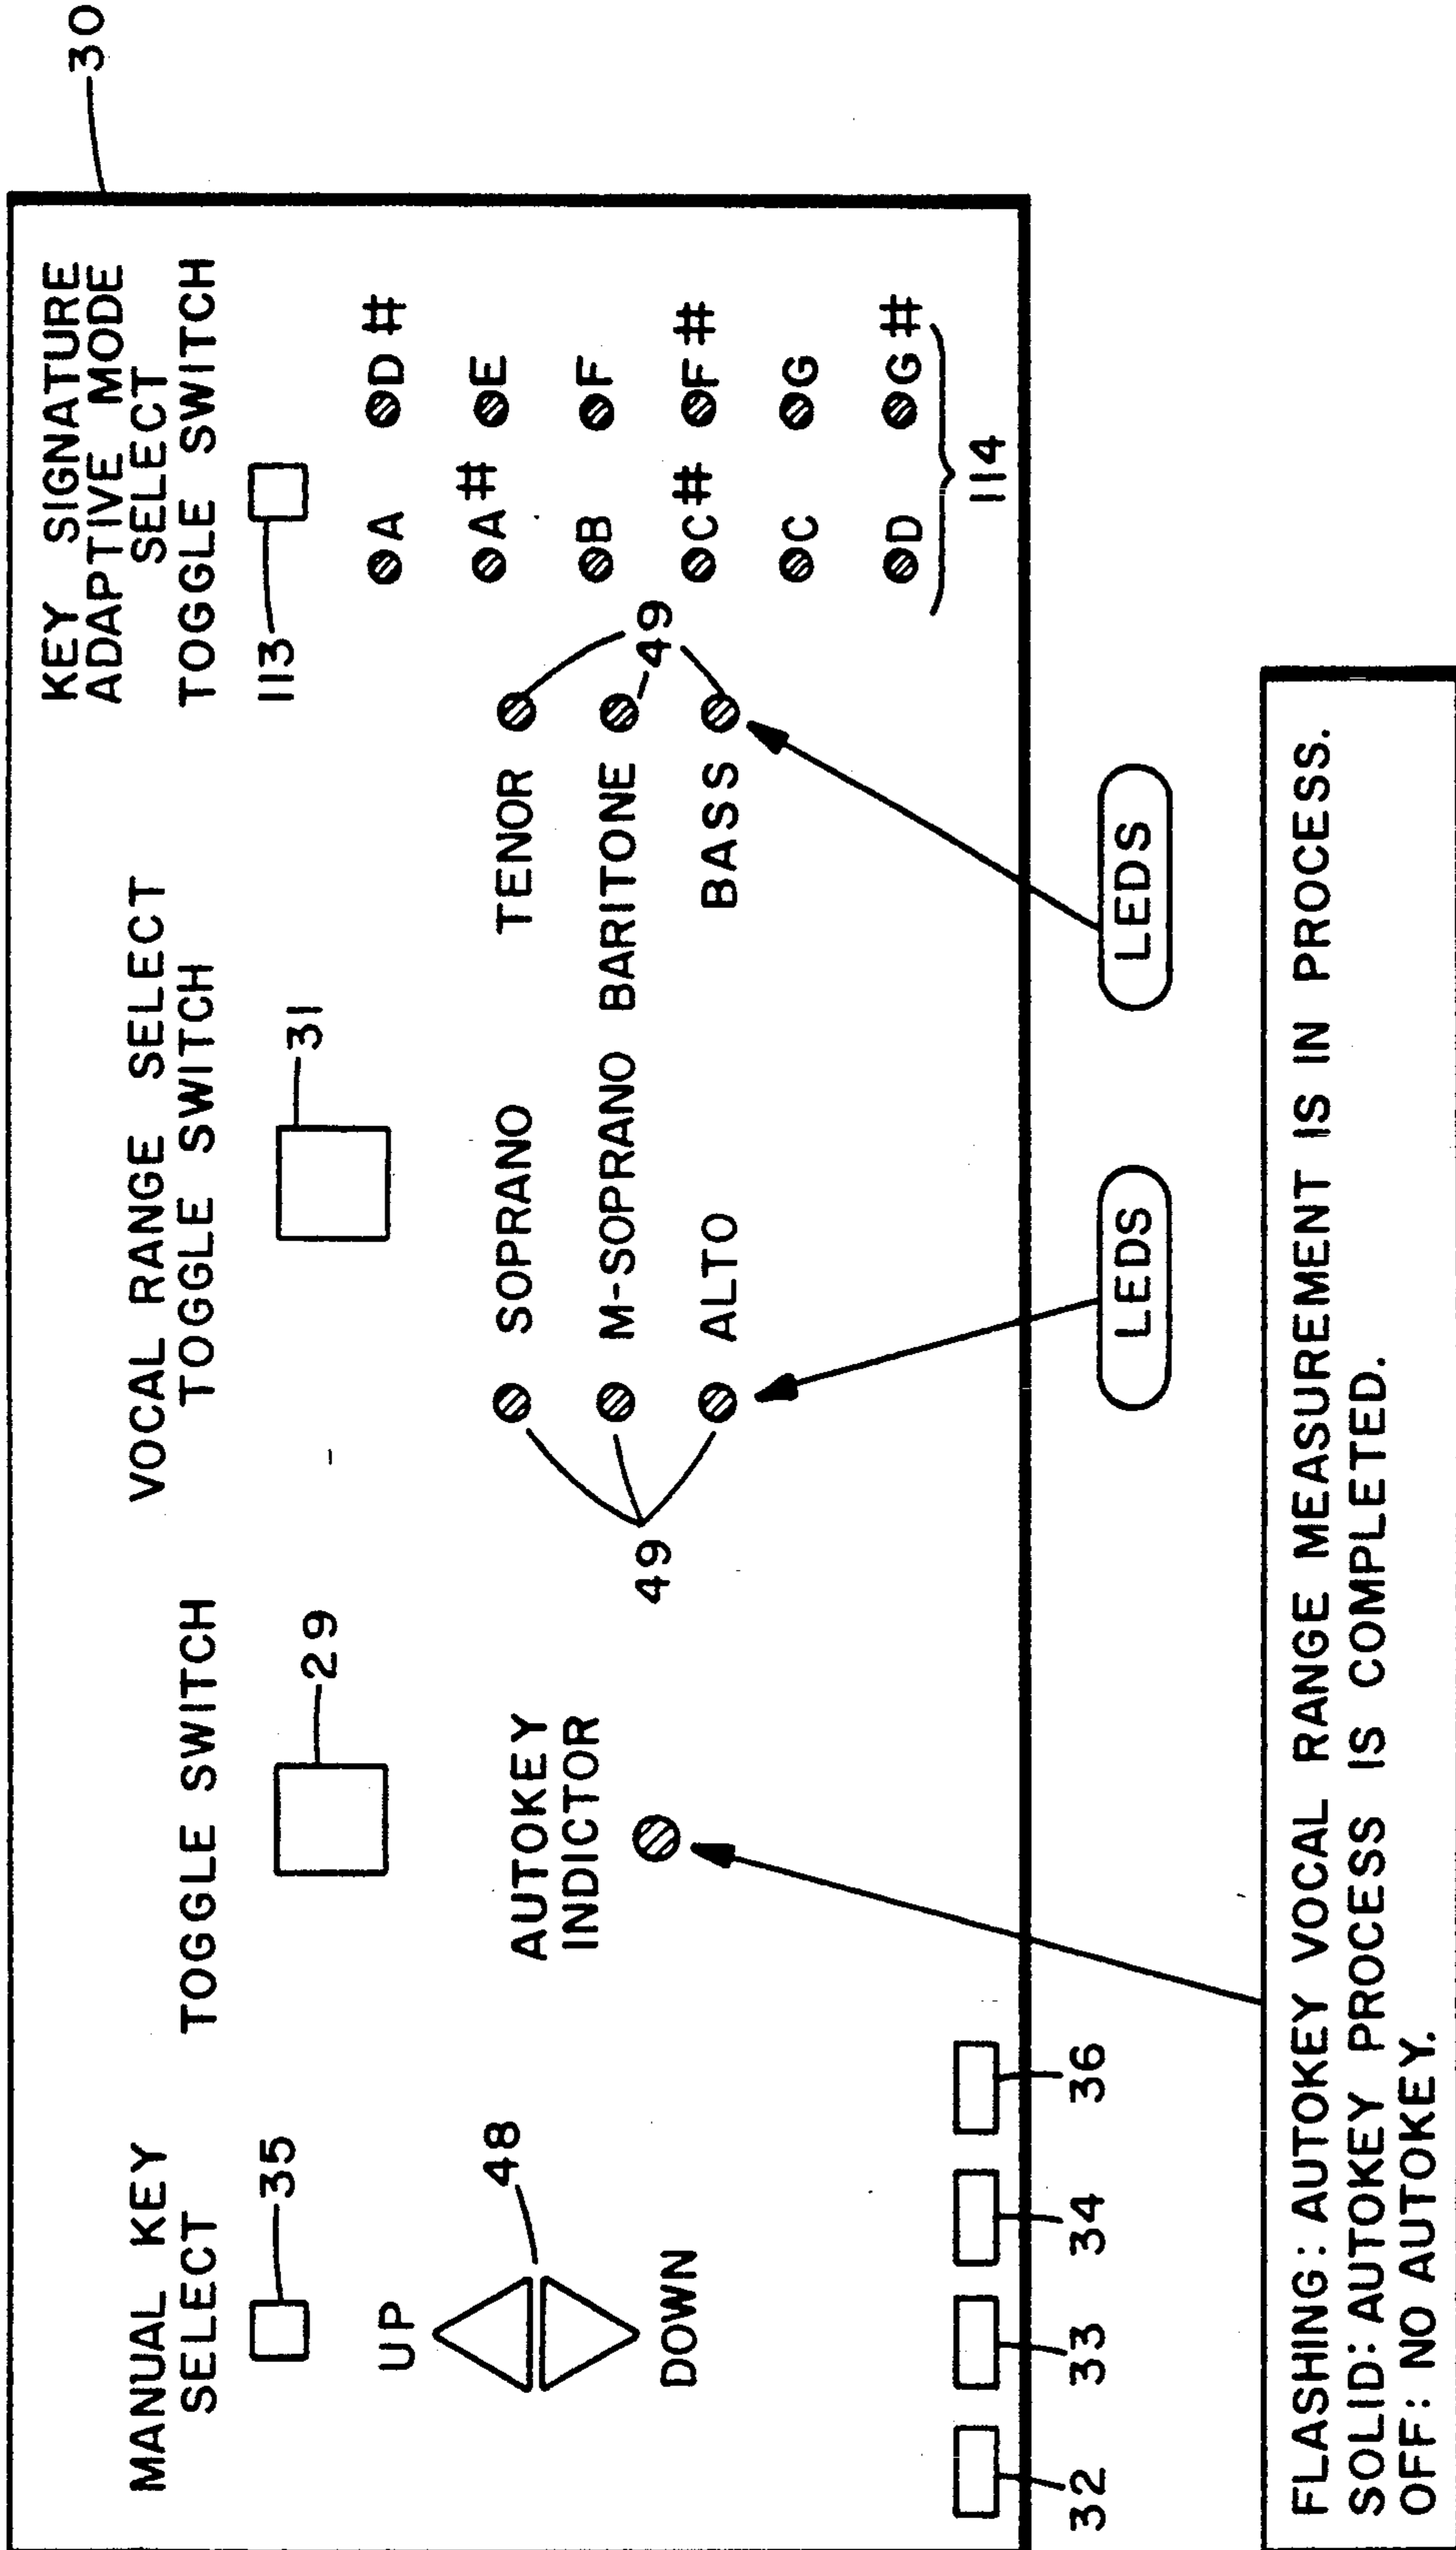 30
MANUAL KEY
SELECT
35
UP
48
DOWN
TOGGLE SWITCH
29
AUTOKEY
INDICTOR
VOCAL RANGE SELECT
TOGGLE SWITCH
31
SOPRANO
TENOR
M-SOPRANO BARITONE
ALTO
BASS
49
49
KEY SIGNATURE
ADAPTIVE MODE
SELECT
TOGGLE SWITCH
113
A
D#
A#
E
B
F
C#
F#
C
G
D
G#
114
32
33
34
36
LEDS
LEDS
FLASHING: AUTOKEY VOCAL RANGE MEASUREMENT IS IN PROCESS.
SOLID: AUTOKEY PROCESS IS COMPLETED.
OFF: NO AUTOKEY.